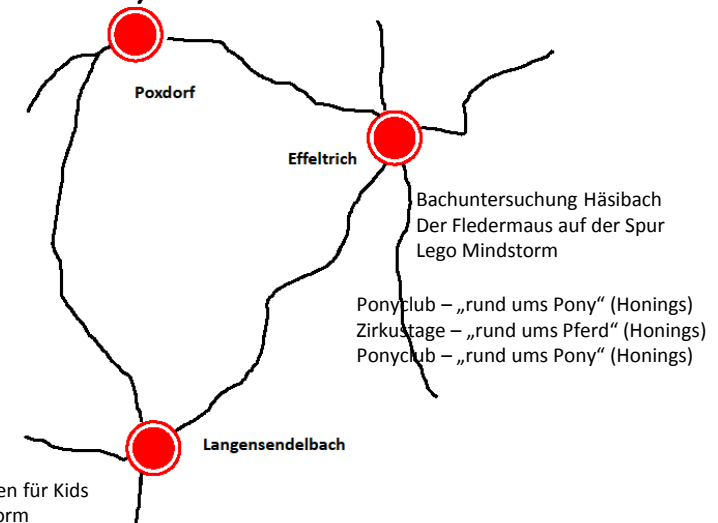 Poxdorf
Effeltrich
Bachuntersuchung Häsibach
Der Fledermaus auf der Spur
Lego Mindstorm
Ponyclub – „rund ums Pony“ (Honings)
Zirkustage – „rund ums Pferd“ (Honings)
Ponyclub – „rund ums Pony“ (Honings)
Langensendelbach
für Kids